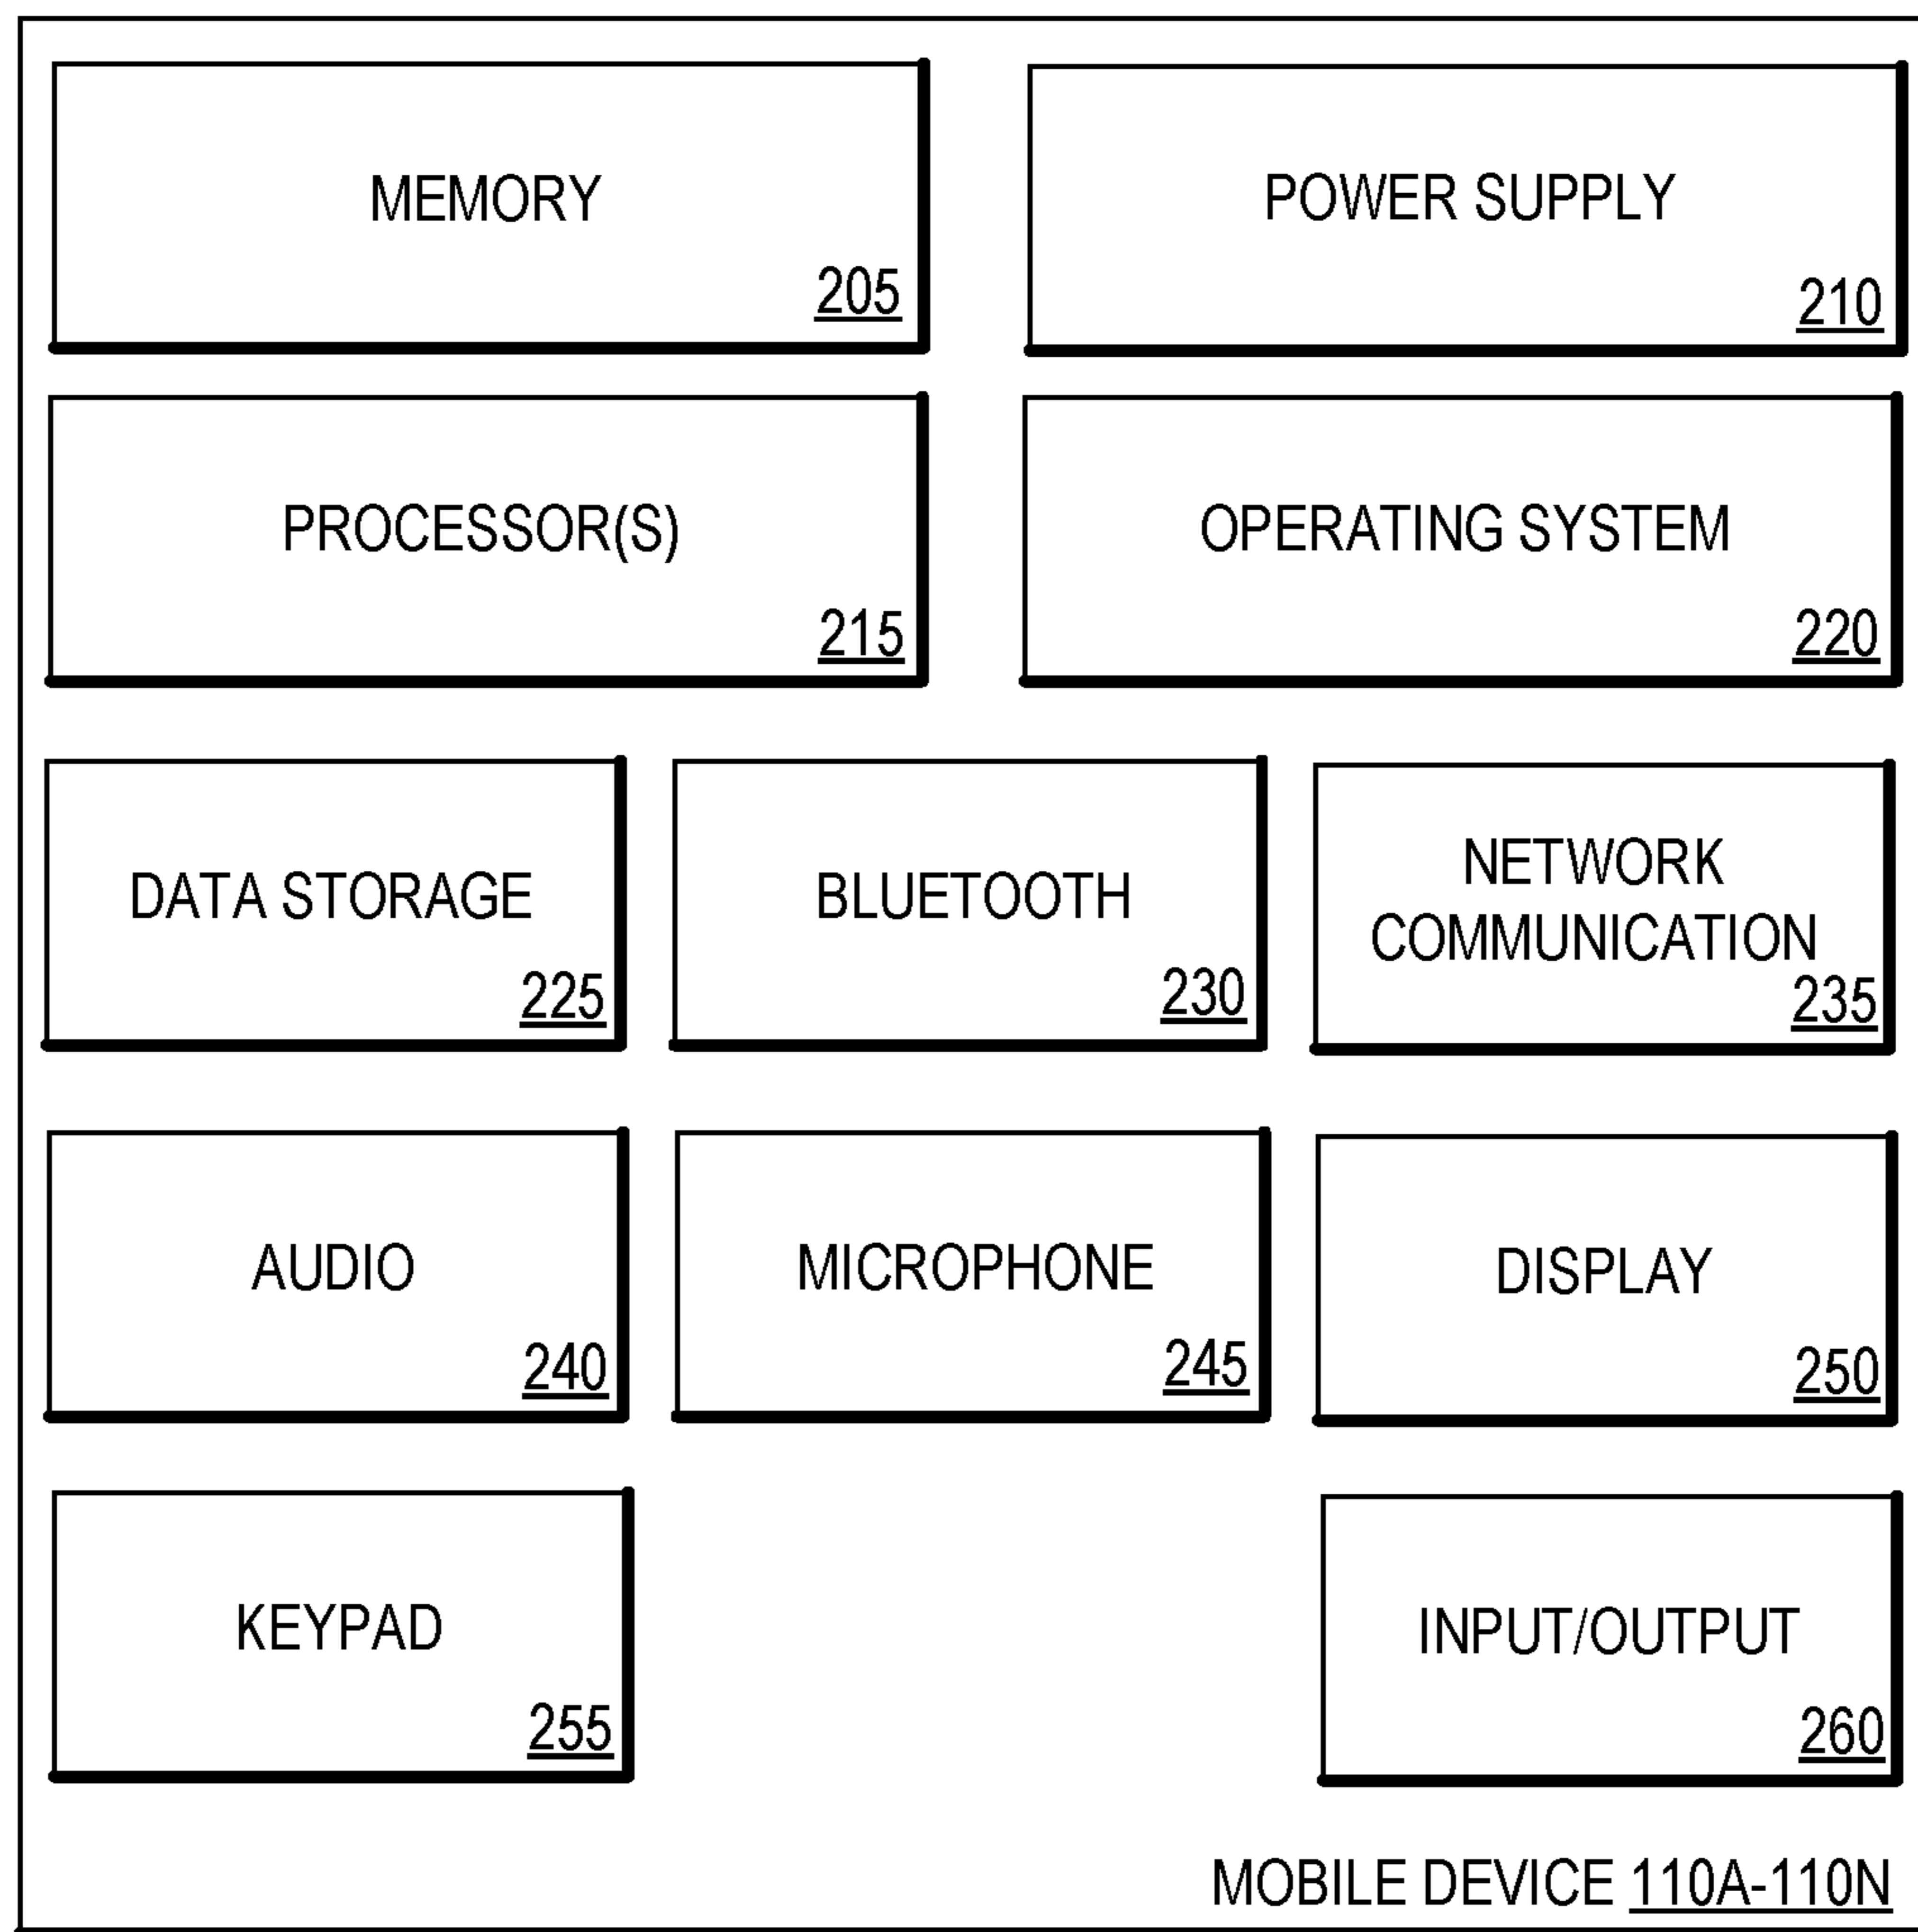 MEMORY
205
POWER SUPPLY
210
PROCESSOR(S)
215
OPERATING SYSTEM
220
DATA STORAGE
225
BLUETOOTH
230
NETWORK
COMMUNICATION
235
AUDIO
240
MICROPHONE
245
DISPLAY
250
KEYPAD
255
INPUT/OUTPUT
260
MOBILE DEVICE 110A-110N